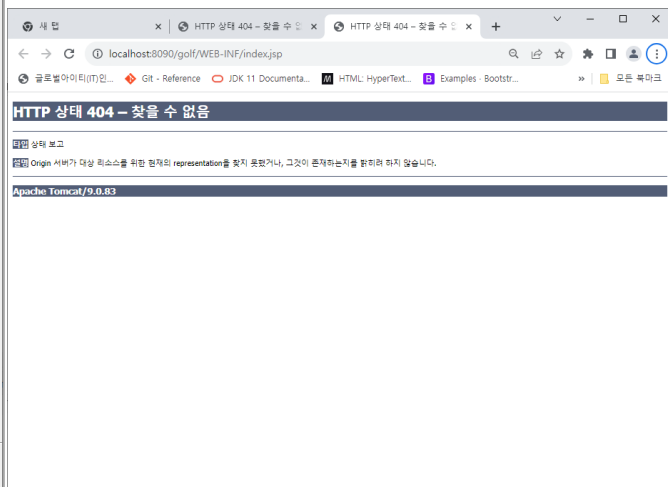 새 탭
HTTP 상태 404 – 찾을 수 없
HTTP 상태 404 – 찾을 수 없
localhost:8090/golf/WEB-INF/index.jsp
글로벌아이티(IT)인...
Git - Reference
JDK 11 Documenta...
HTML: HyperText...
Examples · Bootstr...
모든 북마크
HTTP 상태 404 – 찾을 수 없음
타입 상태 보고
설명 Origin 서버가 대상 리소스를 위한 현재의 representation을 찾지 못했거나, 그것이 존재하는지를 밝히려 하지 않습니다.
Apache Tomcat/9.0.83